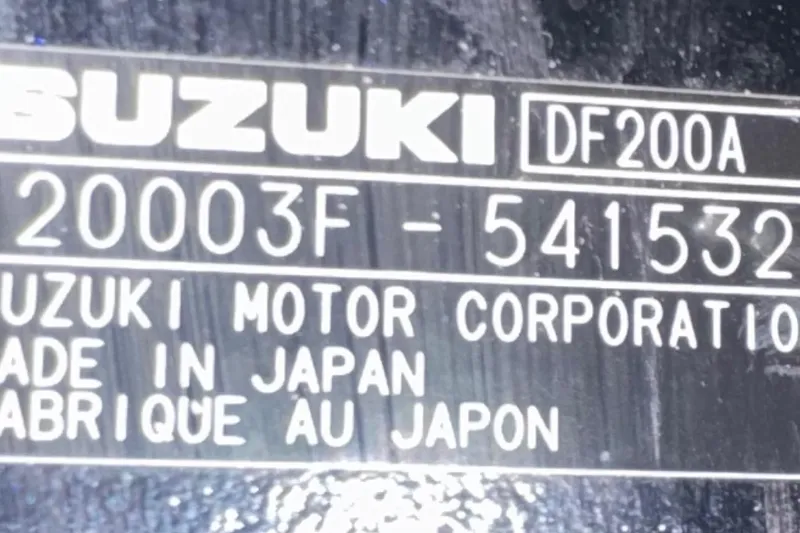 SUZUKI DF200A
20003F-541532
UZUKI MOTOR CORPORATIO
ADE IN JAPAN
ABRIQUE AU JAPON